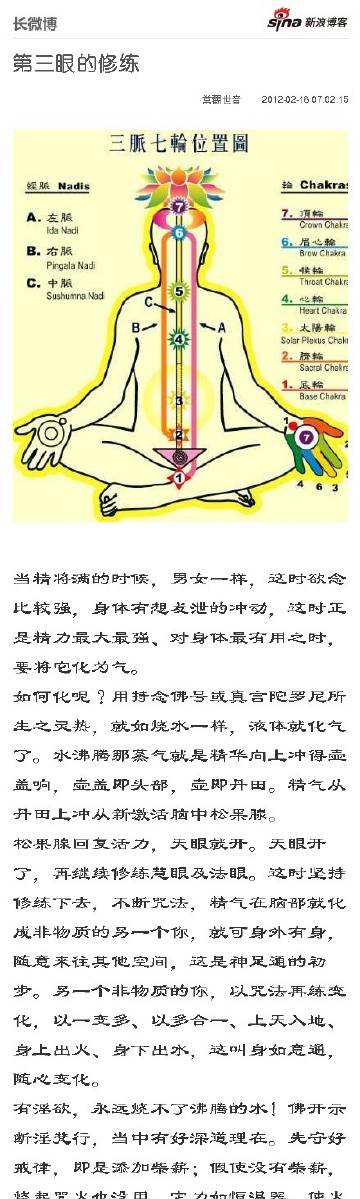 长微博
sina 新浪博客
第三眼的修练
2012-02-16 07:02:15
三脈七輪位置圖
經脈 Nadis
輪 Chakra
A. 左脈
Ida Nadi
B. 右脈
Pingala Nadi
C. 中脈
Sushumna Nadi
7. 頂輪
Crown Chakra
6. 眉心輪
Brow Chakra
5. 喉輪
Throat Chakra
4. 心輪
Heart Chakra
3. 太陽輪
Solar Plexus Chakr
2. 臍輪
Sacral Chakr
1. 底輪
Base Chakra
7
6
5
C
B
A
4
3
2
1
1
7
2
4 6 3
当精将满的时候，男女一样，这时欲念
比较强，身体有想发泄的冲动，这时正
是精力最大最强、对身体最有用之时，
要将它化为气。
如何化呢？用持念佛号或真言陀罗尼所
生之灵热，就如烧水一样，液体就化气
了。水沸腾那蒸气就是精华向上冲得壶
盖响，壶盖即头部，壶即丹田。精气从
丹田上冲从新激活脑中松果腺。
松果腺回复活力，天眼就开。天眼开
了，再继续修练慧眼及法眼。这时坚持
修练下去，不断咒法，精气在脑部就化
成非物质的另一个你，就可身外有身，
随意来往其他空间，这是神足通的初
步。另一个非物质的你，以咒法再练变
化，以一变多、以多合一、上天入地、
身上出火、身下出水，这叫身如意通，
随心变化。
有淫欲，永远烧不了沸腾的水！佛开示
断淫梵行，当中有好深道理在。先守好
戒律，即是添加柴薪；假使没有柴薪，